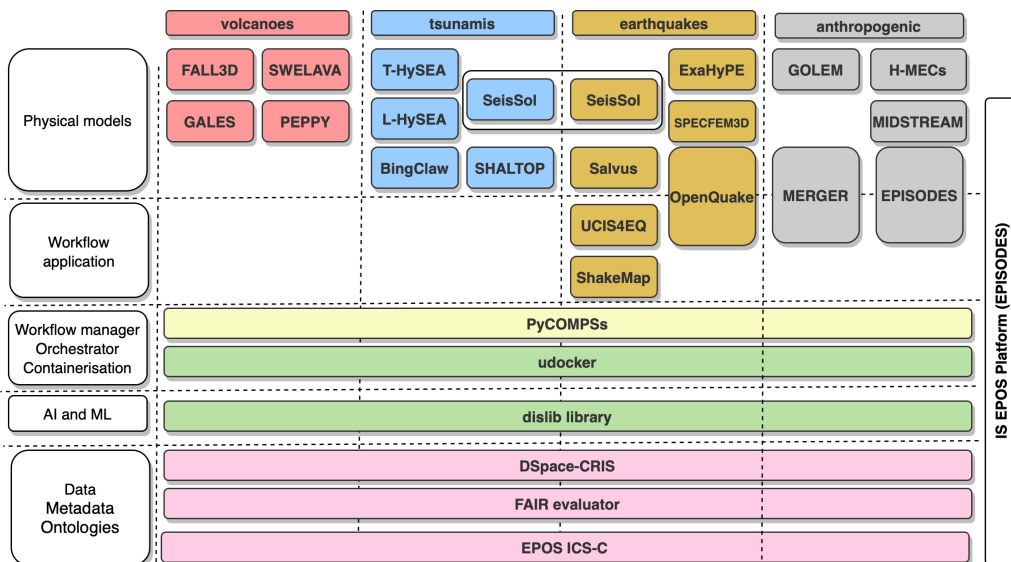 volcanoes
tsunamis
earthquakes
anthropogenic
Physical models
FALL3D
SWELAVA
GALES
PEPPY
T-HySEA
L-HySEA
BingClaw
SeisSol
SHALTOP
SeisSol
Salvus
UCIS4EQ
ShakeMap
ExaHyPE
SPECFEM3D
OpenQuake
GOLEM
H-MECs
MIDSTREAM
MERGER
EPISODES
Workflow
application
Workflow manager
Orchestrator
Containerisation
PyCOMPSs
udocker
AI and ML
dislib library
Data
Metadata
Ontologies
DSpace-CRIS
FAIR evaluator
EPOS ICS-C
IS EPOS Platform (EPISODES)